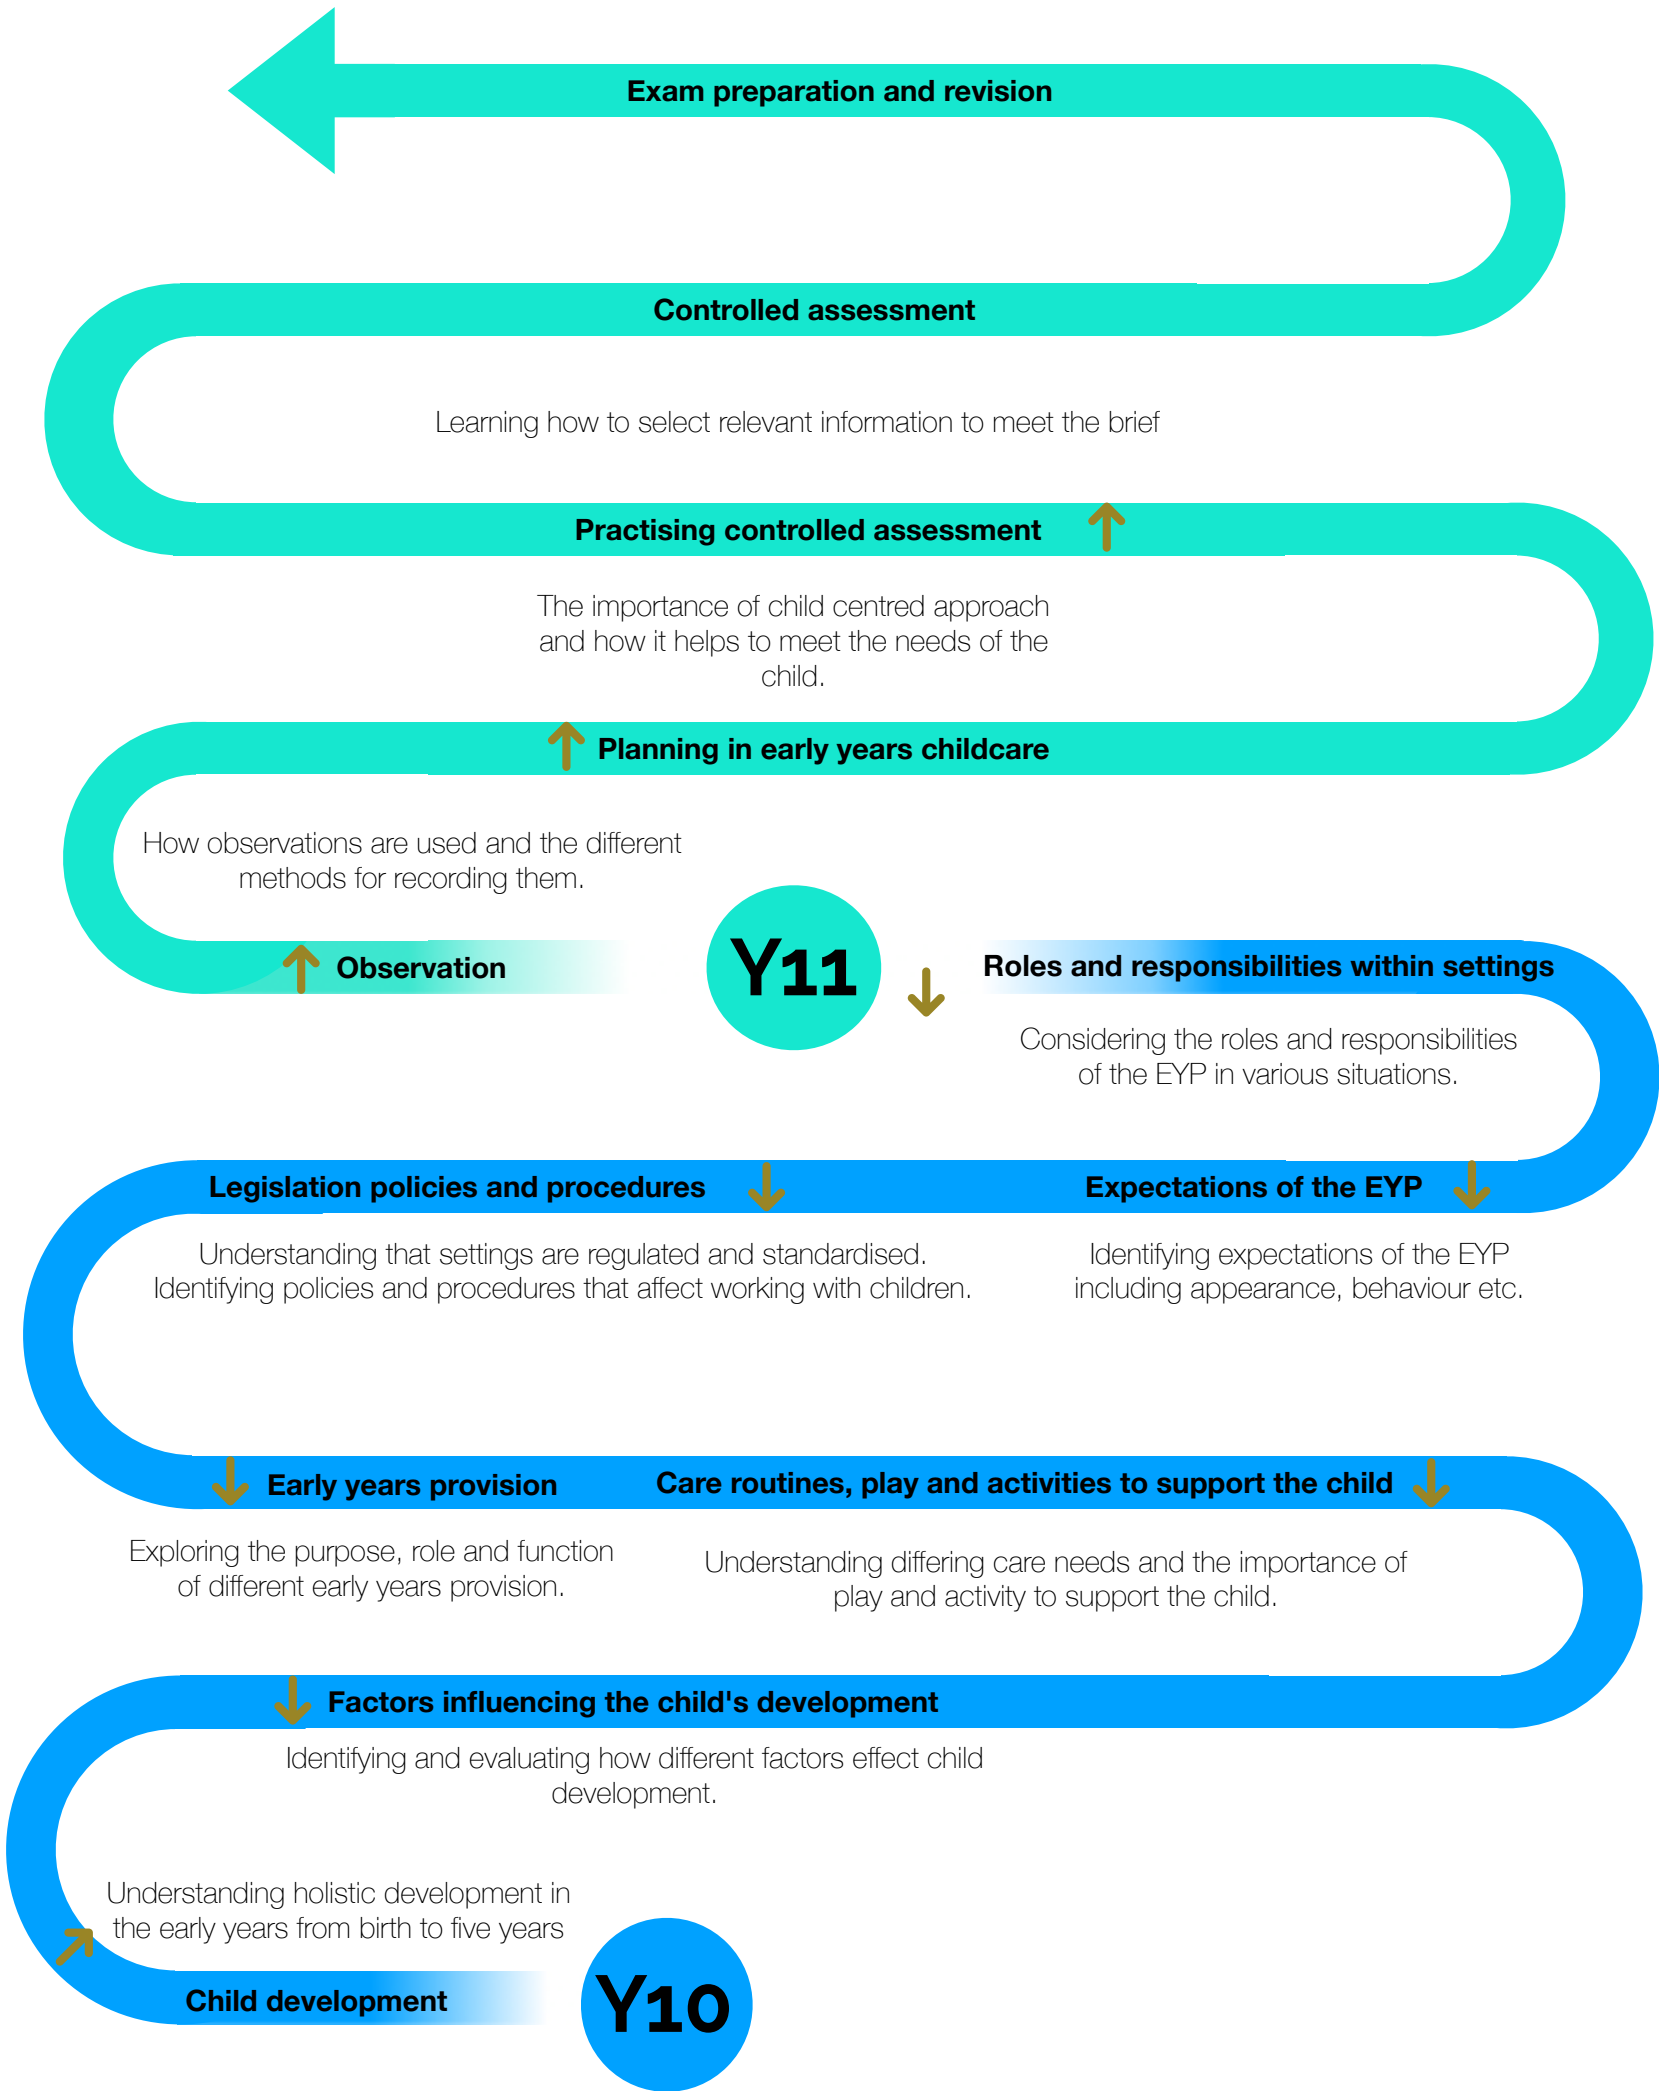 Exam preparation and revision
Controlled assessment
Learning how to select relevant information to meet the brief
Practising controlled assessment
The importance of child centred approach
and how it helps to meet the needs of the
child.
Planning in early years childcare
How observations are used and the different
methods for recording them.
Observation
Y11
Roles and responsibilities within settings
Considering the roles and responsibilities
of the EYP in various situations.
Legislation policies and procedures
Understanding that settings are regulated and standardised.
Identifying policies and procedures that affect working with children.
Expectations of the EYP
Identifying expectations of the EYP
including appearance, behaviour etc.
Early years provision
Exploring the purpose, role and function
of different early years provision.
Care routines, play and activities to support the child
Understanding differing care needs and the importance of
play and activity to support the child.
Factors influencing the child's development
Identifying and evaluating how different factors effect child
development.
Understanding holistic development in
the early years from birth to five years
Child development
Y10